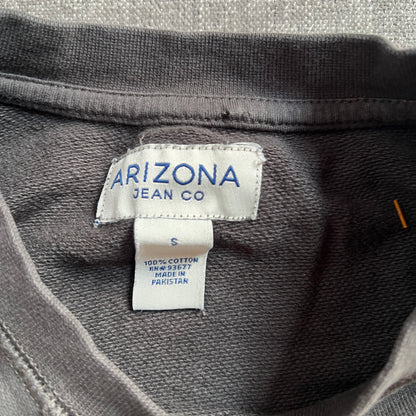 ARIZONA
JEAN CO
S
100% COTTON
RN# 93677
MADE IN
PAKISTAN